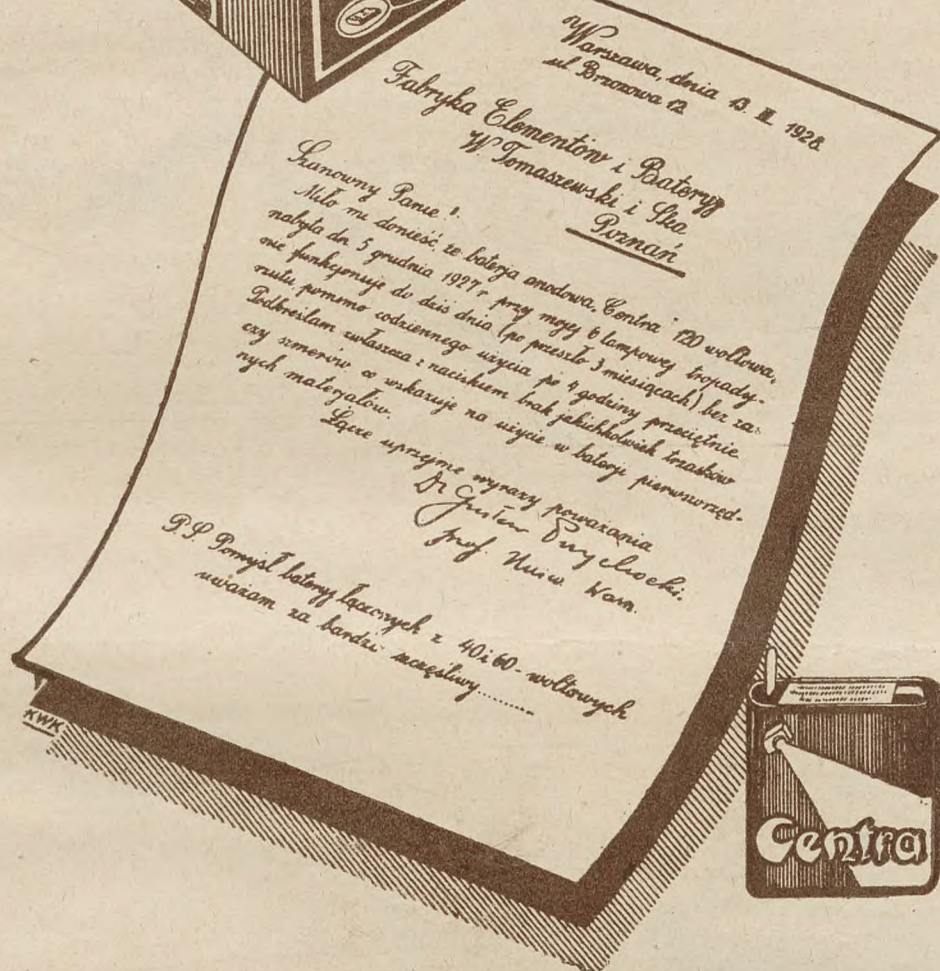 Warszawa, dnia 13. III. 1928
ul Brzozowa 12
Fabryka Elementów i Bateryj
W. Tomaszewski i Ska
Poznań
Szanowny Panie!
Miło mi donieść, że baterja anodowa „Centra" 120 woltowa,
nabyta dn. 5 grudnia 1927 r. przy mojej 6 lampowej tropady-
nie funkcjonuje do dziś dnia (po przeszło 3 miesiącach) bez za-
rzutu pomimo codziennego użycia po 4 godziny przeciętnie
Podkreślam zwłaszcza z naciskiem brak jakichkolwiek trzasków
czy szmerów co wskazuje na użycie w baterji pierwszorzęd-
nych materjałów.
Łączę uprzejme wyrazy poważania
Dr Gustaw Przychocki.
prof. Uniw. Warsz.
P.S. Pomysł bateryj łączonych z 40 i 60-woltowych
uważam za bardzo szczęśliwy.........
KWK
Centra